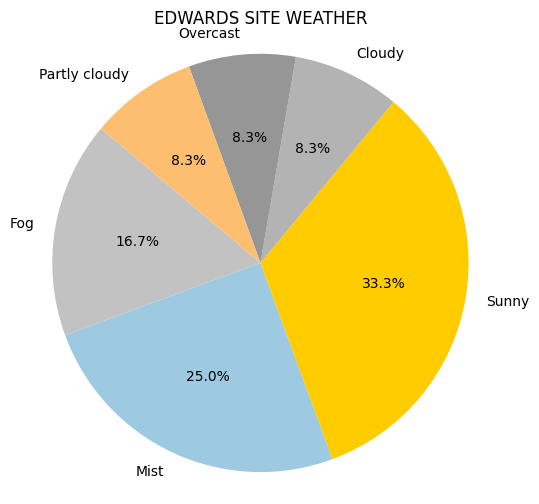 EDWARDS SITE WEATHER
Overcast
Cloudy
Partly cloudy
8.3%
8.3%
8.3%
Fog
16.7%
33.3%
Sunny
25.0%
Mist